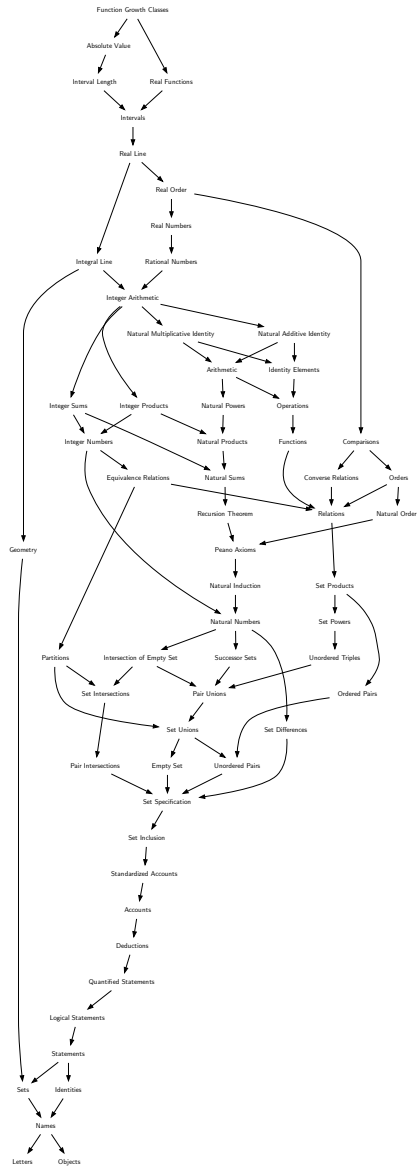 Function Growth Classes
Absolute Value
Interval Length Real Functions
Intervals
Real Line
Real Order
Real Numbers
Integral Line Rational Numbers
Integer Arithmetic
Natural Multiplicative Identity Natural Additive Identity
Arithmetic Identity Elements
Integer Sums Integer Products Natural Powers Operations
Integer Numbers Natural Products Functions Comparisons
Equivalence Relations Natural Sums Converse Relations Orders
Recursion Theorem Relations Natural Order
Geometry Peano Axioms
Natural Induction Set Products
Natural Numbers Set Powers
Partitions Intersection of Empty Set Successor Sets Unordered Triples
Set Intersections Pair Unions Ordered Pairs
Set Unions Set Differences
Pair Intersections Empty Set Unordered Pairs
Set Specification
Set Inclusion
Standardized Accounts
Accounts
Deductions
Quantified Statements
Logical Statements
Statements
Sets Identities
Names
Letters Objects